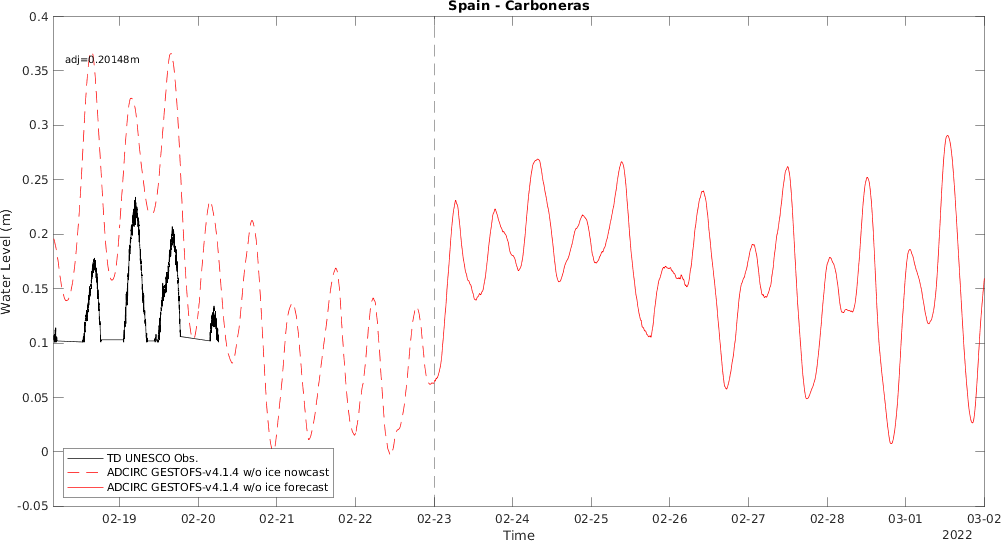 Spain - Carboneras
adj=0.20148m
0.4
0.35
0.3
0.25
0.2
0.15
0.1
0.05
0
-0.05
Water Level (m)
TD UNESCO Obs.
ADCIRC GESTOFS-v4.1.4 w/o ice nowcast
ADCIRC GESTOFS-v4.1.4 w/o ice forecast
02-19 02-20 02-21 02-22 02-23 02-24 02-25 02-26 02-27 02-28 03-01 03-02
Time
2022